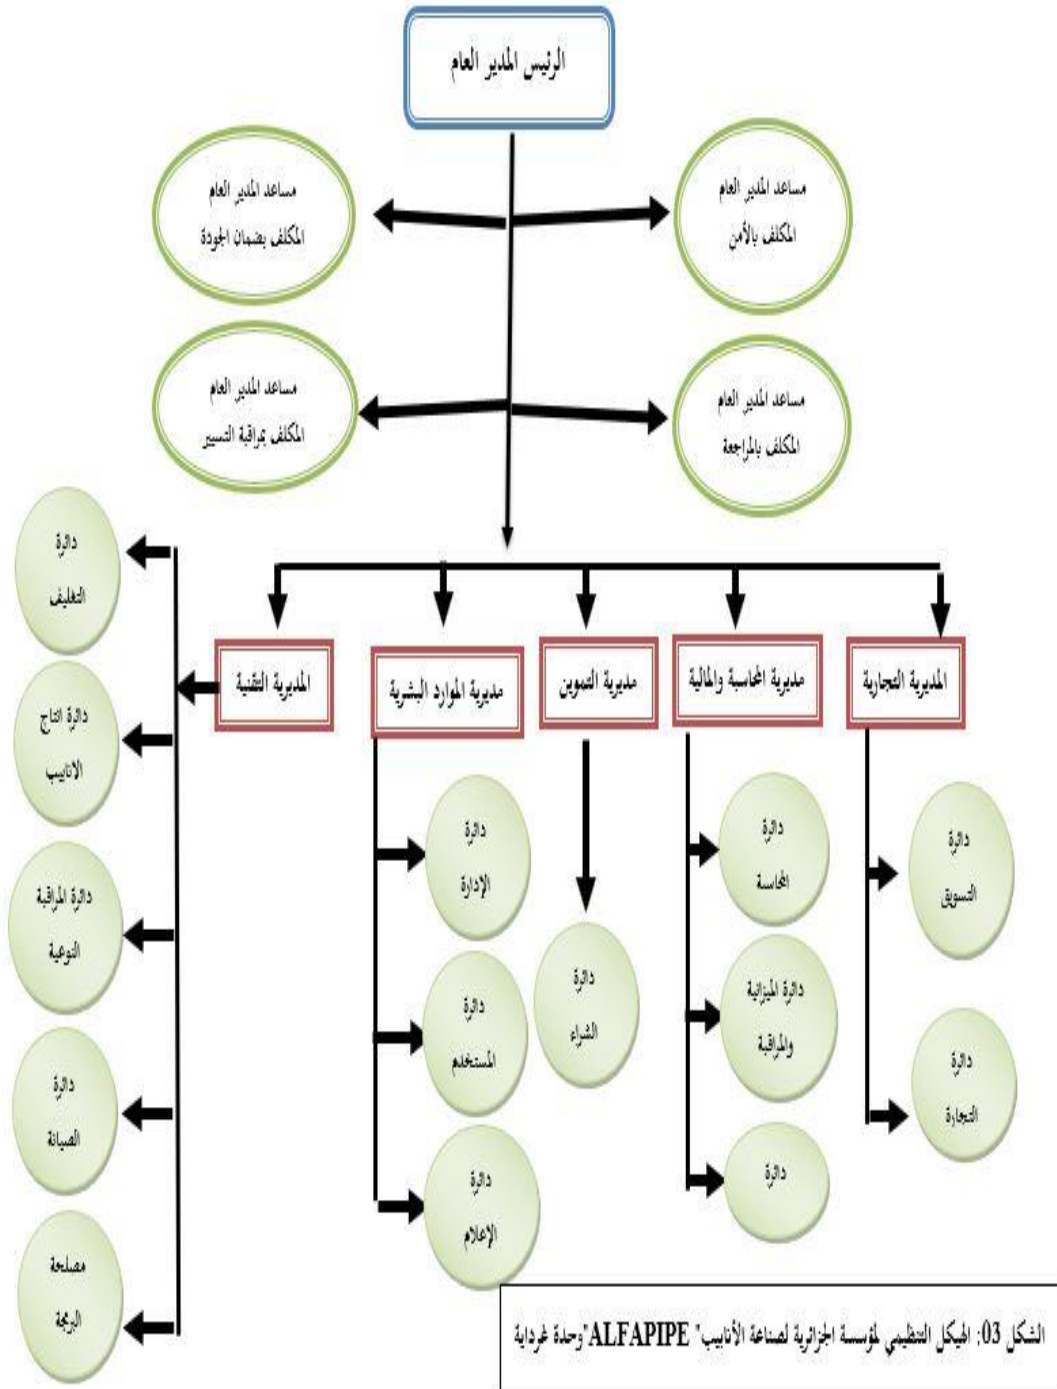 الرئيس المدير العام
مساعد المدير العام
المكلف بالأمن
مساعد المدير العام
المكلف بضمان الجودة
مساعد المدير العام
المكلف بالمراجعة
مساعد المدير العام
المكلف بمراقبة التسيير
المديرية التجارية
مديرية المحاسبة والمالية
مديرية التموين
مديرية الموارد البشرية
المديرية التقنية
دائرة
التسويق
دائرة
التجارة
دائرة
المحاسبة
دائرة الميزانية
والمراقبة
دائرة
دائرة
الشراء
دائرة
الإدارة
دائرة
المستخدم
دائرة
الإعلام
دائرة
التغليف
دائرة انتاج
الانابيب
دائرة المراقبة
النوعية
دائرة
الصيانة
مصلحة
البرمجة
الشكل 03: الهيكل التنظيمي لمؤسسة الجزائرية لصناعة الأنابيب" ALFAPIPE"وحدة غرداية